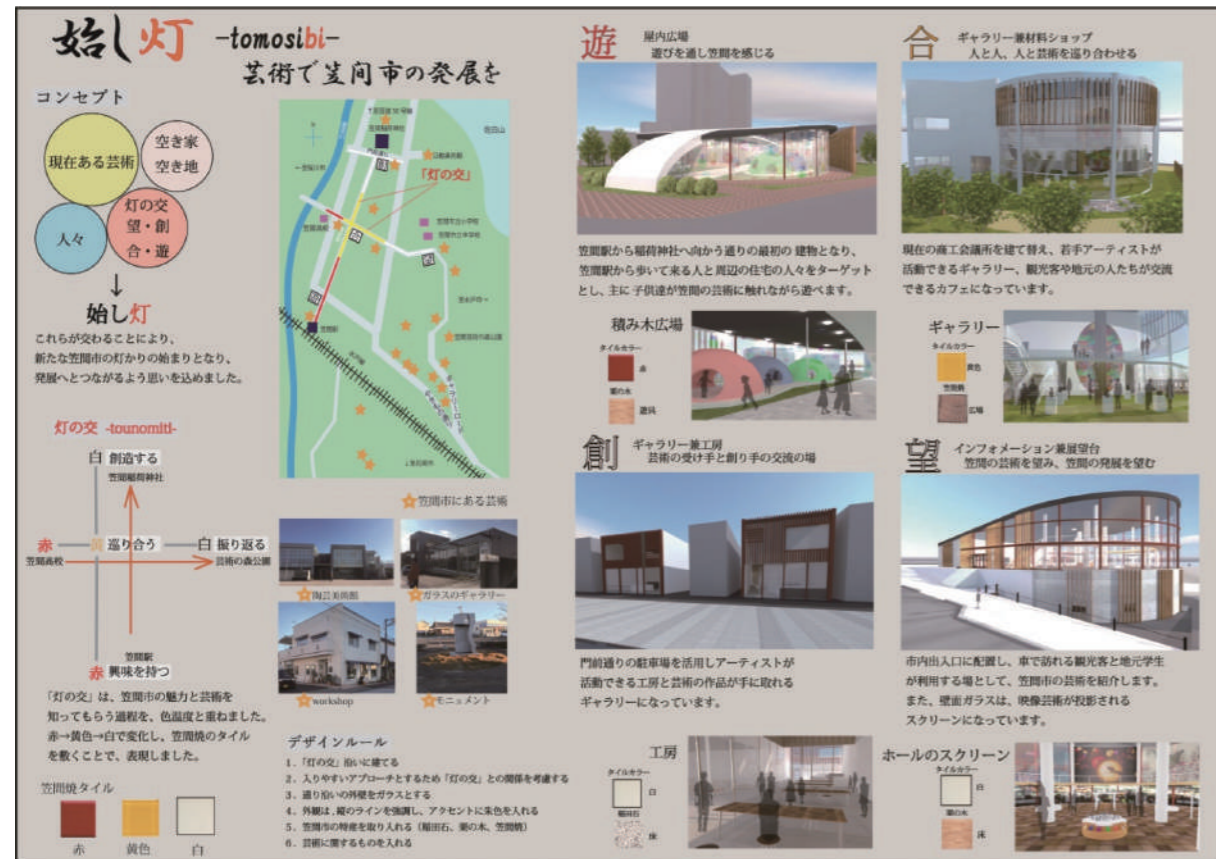 始し灯 -tomosibi-
芸術で笠間市の発展を
コンセプト
現在ある芸術
空き家
空き地
人々
灯の交
望・創
合・遊
↓
始し灯
これらが交わることにより、
新たな笠間市の灯かりの始まりとなり、
発展へとつながるよう思いを込めました。
灯の交 -tounomiti-
白 創造する
笠間稲荷神社
赤 黄 巡り合う 白 振り返る
笠間高校 芸術の森公園
笠間駅
赤 興味を持つ
「灯の交」は、笠間市の魅力と芸術を
知ってもらう過程を、色温度と重ねました。
赤→黄色→白で変化し、笠間焼のタイル
を敷くことで、表現しました。
笠間焼タイル
赤 黄色 白
佐田山
笠間稲荷神社
「灯の交」
笠間高校
笠間駅
ギャラリーロード
笠間市にある芸術
陶芸美術館
ガラスのギャラリー
workshop
モニュメント
デザインルール
1．「灯の交」沿いに建てる
2．入りやすいアプローチとするため「灯の交」との関係を考慮する
3．通り沿いの外壁をガラスとする
4．外観は、縦のラインを強調し、アクセントに朱色を入れる
5．笠間市の特産を取り入れる（稲田石、栗の木、笠間焼）
6．芸術に関するものを入れる
遊 屋内広場
遊びを通し笠間を感じる
笠間駅から稲荷神社へ向かう通りの最初の 建物となり、
笠間駅から歩いて来る人と周辺の住宅の人々をターゲット
とし、主に 子供達が笠間の芸術に触れながら遊べます。
積み木広場
タイルカラー
赤
栗の木
遊具
合 ギャラリー兼材料ショップ
人と人、人と芸術を巡り合わせる
現在の商工会議所を建て替え、若手アーティストが
活動できるギャラリー、観光客や地元の人たちが交流
できるカフェになっています。
ギャラリー
タイルカラー
黄色
笠間焼
広場
創 ギャラリー兼工房
芸術の受け手と創り手の交流の場
門前通りの駐車場を活用しアーティストが
活動できる工房と芸術の作品が手に取れる
ギャラリーになっています。
工房
タイルカラー
白
稲田石
床
望 インフォメーション兼展望台
笠間の芸術を望み、笠間の発展を望む
市内出入口に配置し、車で訪れる観光客と地元学生
が利用する場として、笠間市の芸術を紹介します。
また、壁面ガラスは、映像芸術が投影される
スクリーンになっています。
ホールのスクリーン
タイルカラー
白
栗の木
床